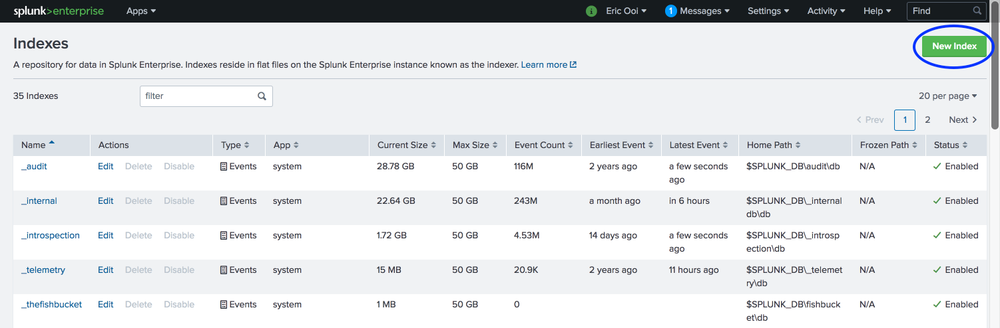 splunk>enterprise Apps i Eric Ooi 1 Messages Settings Activity Help Find
Indexes
New Index
A repository for data in Splunk Enterprise. Indexes reside in flat files on the Splunk Enterprise instance known as the indexer. Learn more
35 Indexes filter 20 per page
< Prev 1 2 Next >
Name Actions Type App Current Size Max Size Event Count Earliest Event Latest Event Home Path Frozen Path Status
_audit Edit Delete Disable Events system 28.78 GB 50 GB 116M 2 years ago a few seconds $SPLUNK_DB\audit\db N/A Enabled
ago
_internal Edit Delete Disable Events system 22.64 GB 50 GB 243M a month ago in 6 hours $SPLUNK_DB\_internal N/A Enabled
db\db
_introspection Edit Delete Disable Events system 1.72 GB 50 GB 4.53M 14 days ago a few seconds $SPLUNK_DB\_introsp N/A Enabled
ago ection\db
_telemetry Edit Delete Disable Events system 15 MB 50 GB 20.9K 2 years ago 11 hours ago $SPLUNK_DB\_telemet N/A Enabled
ry\db
_thefishbucket Edit Delete Disable Events system 1 MB 50 GB 0 $SPLUNK_DB\fishbuck N/A Enabled
et\db